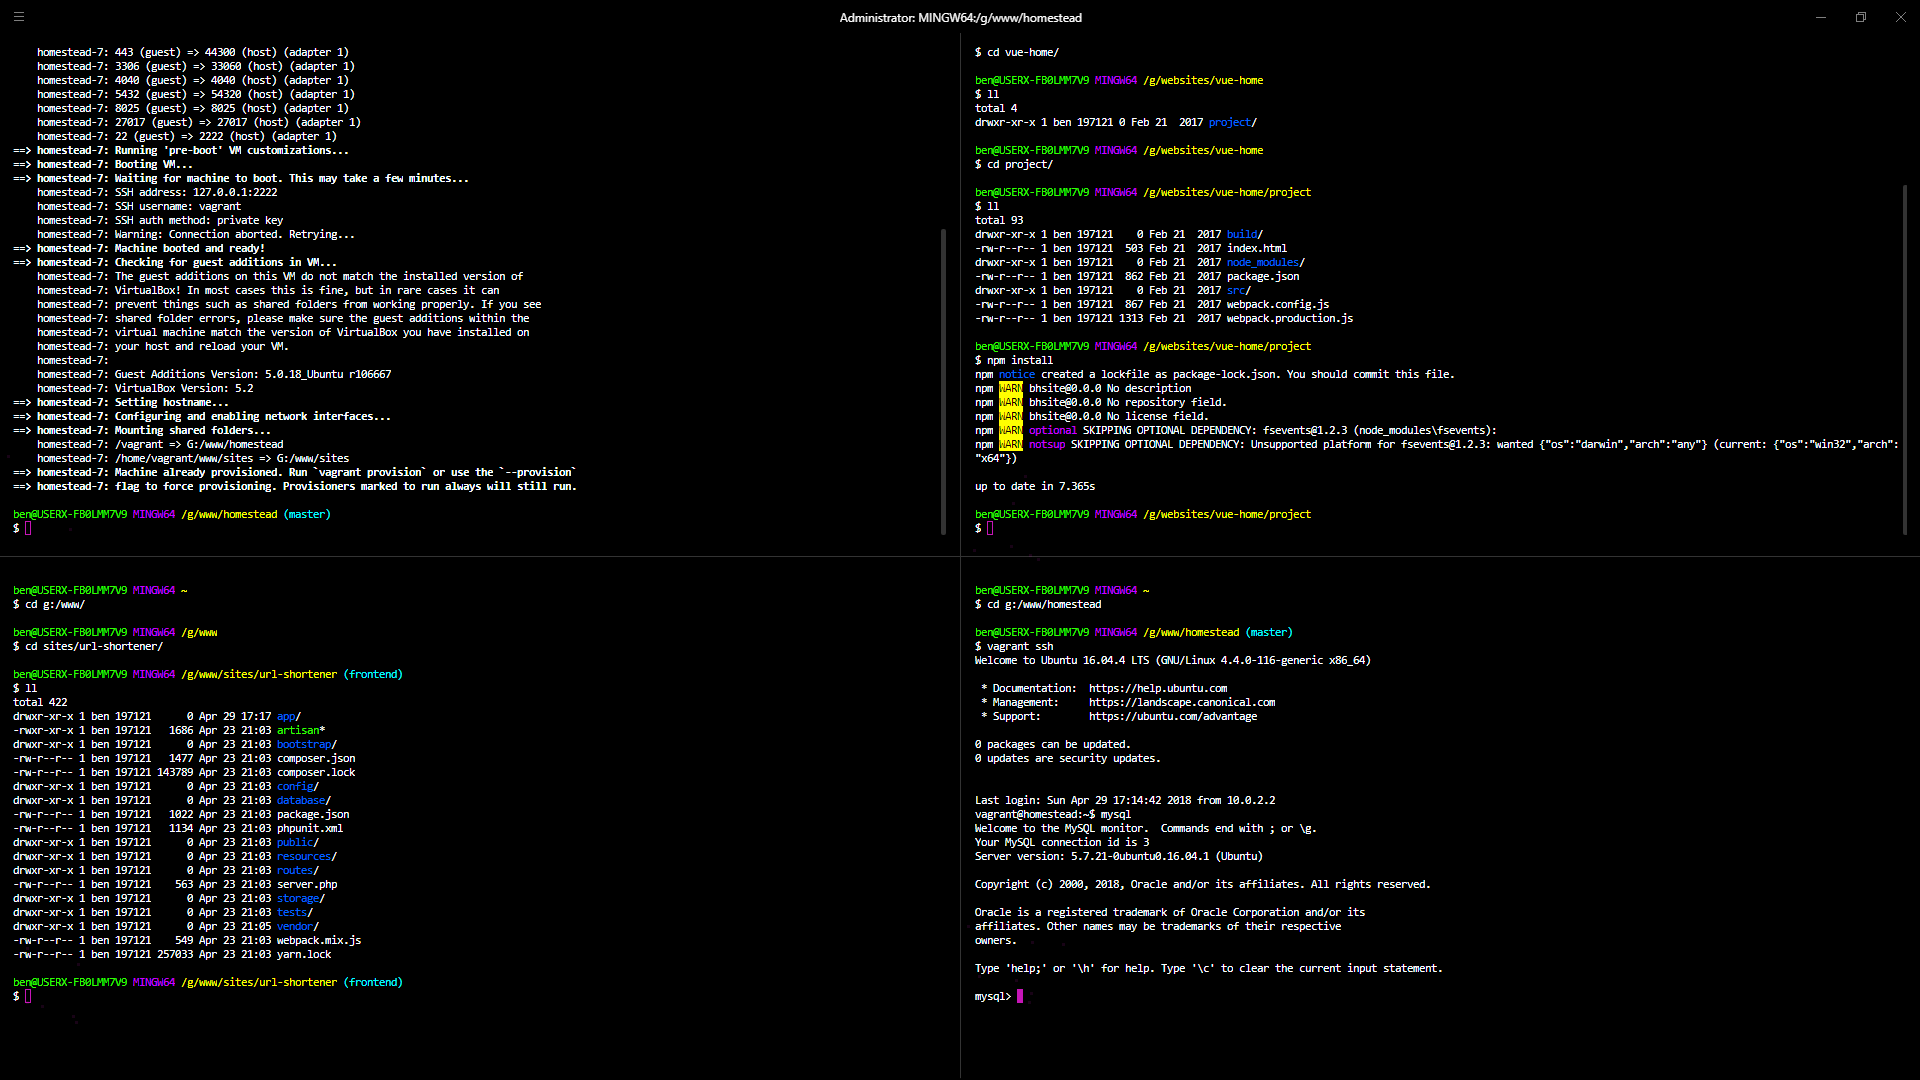 Administrator: MINGW64:/g/www/homestead
homestead-7: 443 (guest) => 44300 (host) (adapter 1)
homestead-7: 3306 (guest) => 33060 (host) (adapter 1)
homestead-7: 4040 (guest) => 4040 (host) (adapter 1)
homestead-7: 5432 (guest) => 54320 (host) (adapter 1)
homestead-7: 8025 (guest) => 8025 (host) (adapter 1)
homestead-7: 27017 (guest) => 27017 (host) (adapter 1)
homestead-7: 22 (guest) => 2222 (host) (adapter 1)
==> homestead-7: Running 'pre-boot' VM customizations...
==> homestead-7: Booting VM...
==> homestead-7: Waiting for machine to boot. This may take a few minutes...
homestead-7: SSH address: 127.0.0.1:2222
homestead-7: SSH username: vagrant
homestead-7: SSH auth method: private key
homestead-7: Warning: Connection aborted. Retrying...
==> homestead-7: Machine booted and ready!
==> homestead-7: Checking for guest additions in VM...
homestead-7: The guest additions on this VM do not match the installed version of
homestead-7: VirtualBox! In most cases this is fine, but in rare cases it can
homestead-7: prevent things such as shared folders from working properly. If you see
homestead-7: shared folder errors, please make sure the guest additions within the
homestead-7: virtual machine match the version of VirtualBox you have installed on
homestead-7: your host and reload your VM.
homestead-7:
homestead-7: Guest Additions Version: 5.0.18_Ubuntu r106667
homestead-7: VirtualBox Version: 5.2
==> homestead-7: Setting hostname...
==> homestead-7: Configuring and enabling network interfaces...
==> homestead-7: Mounting shared folders...
homestead-7: /vagrant => G:/www/homestead
homestead-7: /home/vagrant/www/sites => G:/www/sites
==> homestead-7: Machine already provisioned. Run `vagrant provision` or use the `--provision`
==> homestead-7: flag to force provisioning. Provisioners marked to run always will still run.
ben@USERX-FB0LMM7V9 MINGW64 /g/www/homestead (master)
$
$ cd vue-home/
ben@USERX-FB0LMM7V9 MINGW64 /g/websites/vue-home
$ ll
total 4
drwxr-xr-x 1 ben 197121 0 Feb 21  2017 project/
ben@USERX-FB0LMM7V9 MINGW64 /g/websites/vue-home
$ cd project/
ben@USERX-FB0LMM7V9 MINGW64 /g/websites/vue-home/project
$ ll
total 93
drwxr-xr-x 1 ben 197121    0 Feb 21  2017 build/
-rw-r--r-- 1 ben 197121  503 Feb 21  2017 index.html
drwxr-xr-x 1 ben 197121    0 Feb 21  2017 node_modules/
-rw-r--r-- 1 ben 197121  862 Feb 21  2017 package.json
drwxr-xr-x 1 ben 197121    0 Feb 21  2017 src/
-rw-r--r-- 1 ben 197121  867 Feb 21  2017 webpack.config.js
-rw-r--r-- 1 ben 197121 1313 Feb 21  2017 webpack.production.js
ben@USERX-FB0LMM7V9 MINGW64 /g/websites/vue-home/project
$ npm install
npm notice created a lockfile as package-lock.json. You should commit this file.
npm WARN bhsite@0.0.0 No description
npm WARN bhsite@0.0.0 No repository field.
npm WARN bhsite@0.0.0 No license field.
npm WARN optional SKIPPING OPTIONAL DEPENDENCY: fsevents@1.2.3 (node_modules\fsevents):
npm WARN notsup SKIPPING OPTIONAL DEPENDENCY: Unsupported platform for fsevents@1.2.3: wanted {"os":"darwin","arch":"any"} (current: {"os":"win32","arch":
"x64"})
up to date in 7.365s
ben@USERX-FB0LMM7V9 MINGW64 /g/websites/vue-home/project
$
ben@USERX-FB0LMM7V9 MINGW64 ~
$ cd g:/www/
ben@USERX-FB0LMM7V9 MINGW64 /g/www
$ cd sites/url-shortener/
ben@USERX-FB0LMM7V9 MINGW64 /g/www/sites/url-shortener (frontend)
$ ll
total 422
drwxr-xr-x 1 ben 197121      0 Apr 29 17:17 app/
-rwxr-xr-x 1 ben 197121   1686 Apr 23 21:03 artisan*
drwxr-xr-x 1 ben 197121      0 Apr 23 21:03 bootstrap/
-rw-r--r-- 1 ben 197121   1477 Apr 23 21:03 composer.json
-rw-r--r-- 1 ben 197121 143789 Apr 23 21:03 composer.lock
drwxr-xr-x 1 ben 197121      0 Apr 23 21:03 config/
drwxr-xr-x 1 ben 197121      0 Apr 23 21:03 database/
-rw-r--r-- 1 ben 197121   1022 Apr 23 21:03 package.json
-rw-r--r-- 1 ben 197121   1134 Apr 23 21:03 phpunit.xml
drwxr-xr-x 1 ben 197121      0 Apr 23 21:03 public/
drwxr-xr-x 1 ben 197121      0 Apr 23 21:03 resources/
drwxr-xr-x 1 ben 197121      0 Apr 23 21:03 routes/
-rw-r--r-- 1 ben 197121    563 Apr 23 21:03 server.php
drwxr-xr-x 1 ben 197121      0 Apr 23 21:03 storage/
drwxr-xr-x 1 ben 197121      0 Apr 23 21:03 tests/
drwxr-xr-x 1 ben 197121      0 Apr 23 21:05 vendor/
-rw-r--r-- 1 ben 197121    549 Apr 23 21:03 webpack.mix.js
-rw-r--r-- 1 ben 197121 257033 Apr 23 21:03 yarn.lock
ben@USERX-FB0LMM7V9 MINGW64 /g/www/sites/url-shortener (frontend)
$
ben@USERX-FB0LMM7V9 MINGW64 ~
$ cd g:/www/homestead
ben@USERX-FB0LMM7V9 MINGW64 /g/www/homestead (master)
$ vagrant ssh
Welcome to Ubuntu 16.04.4 LTS (GNU/Linux 4.4.0-116-generic x86_64)
* Documentation:  https://help.ubuntu.com
* Management:     https://landscape.canonical.com
* Support:        https://ubuntu.com/advantage
0 packages can be updated.
0 updates are security updates.
Last login: Sun Apr 29 17:14:42 2018 from 10.0.2.2
vagrant@homestead:~$ mysql
Welcome to the MySQL monitor.  Commands end with ; or \g.
Your MySQL connection id is 3
Server version: 5.7.21-0ubuntu0.16.04.1 (Ubuntu)
Copyright (c) 2000, 2018, Oracle and/or its affiliates. All rights reserved.
Oracle is a registered trademark of Oracle Corporation and/or its
affiliates. Other names may be trademarks of their respective
owners.
Type 'help;' or '\h' for help. Type '\c' to clear the current input statement.
mysql>